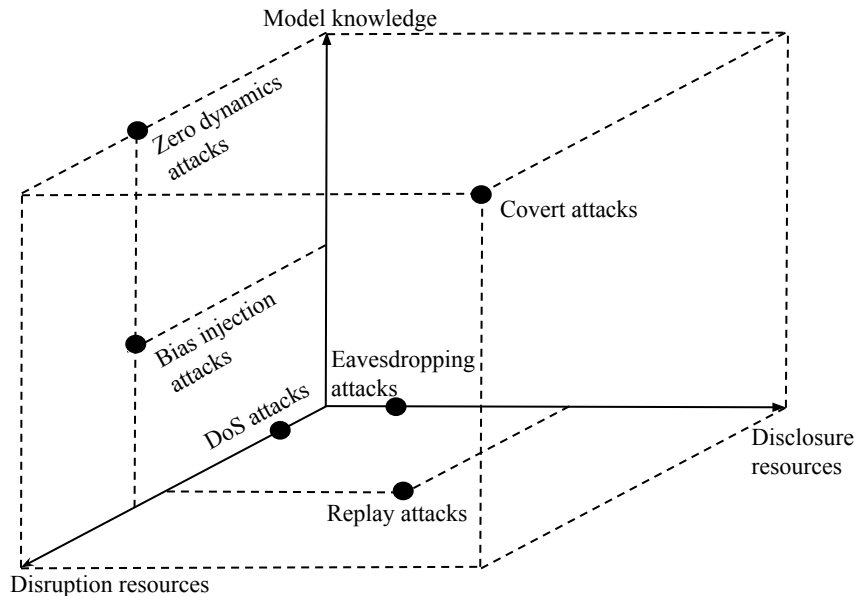 Model knowledge
Zero dynamics
attacks
Covert attacks
Bias injection
attacks
Eavesdropping
attacks
DoS attacks
Disclosure
resources
Replay attacks
Disruption resources